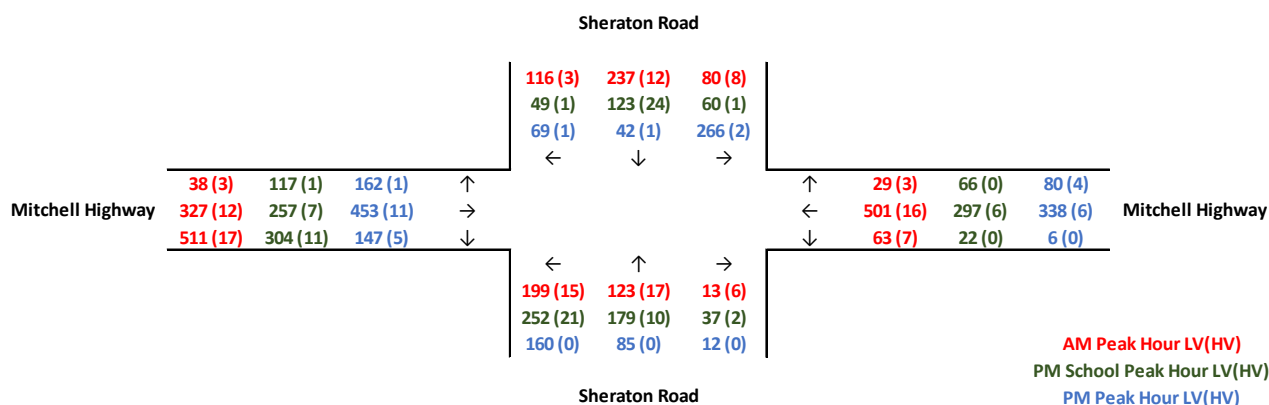 Sheraton Road
116 (3) 237 (12) 80 (8)
49 (1) 123 (24) 60 (1)
69 (1) 42 (1) 266 (2)
← ↓ →
38 (3) 117 (1) 162 (1) ↑ ↑ 29 (3) 66 (0) 80 (4)
Mitchell Highway 327 (12) 257 (7) 453 (11) → ← 501 (16) 297 (6) 338 (6) Mitchell Highway
511 (17) 304 (11) 147 (5) ↓ ↓ 63 (7) 22 (0) 6 (0)
← ↑ →
199 (15) 123 (17) 13 (6)
252 (21) 179 (10) 37 (2)
160 (0) 85 (0) 12 (0)
AM Peak Hour LV(HV)
PM School Peak Hour LV(HV)
Sheraton Road
PM Peak Hour LV(HV)